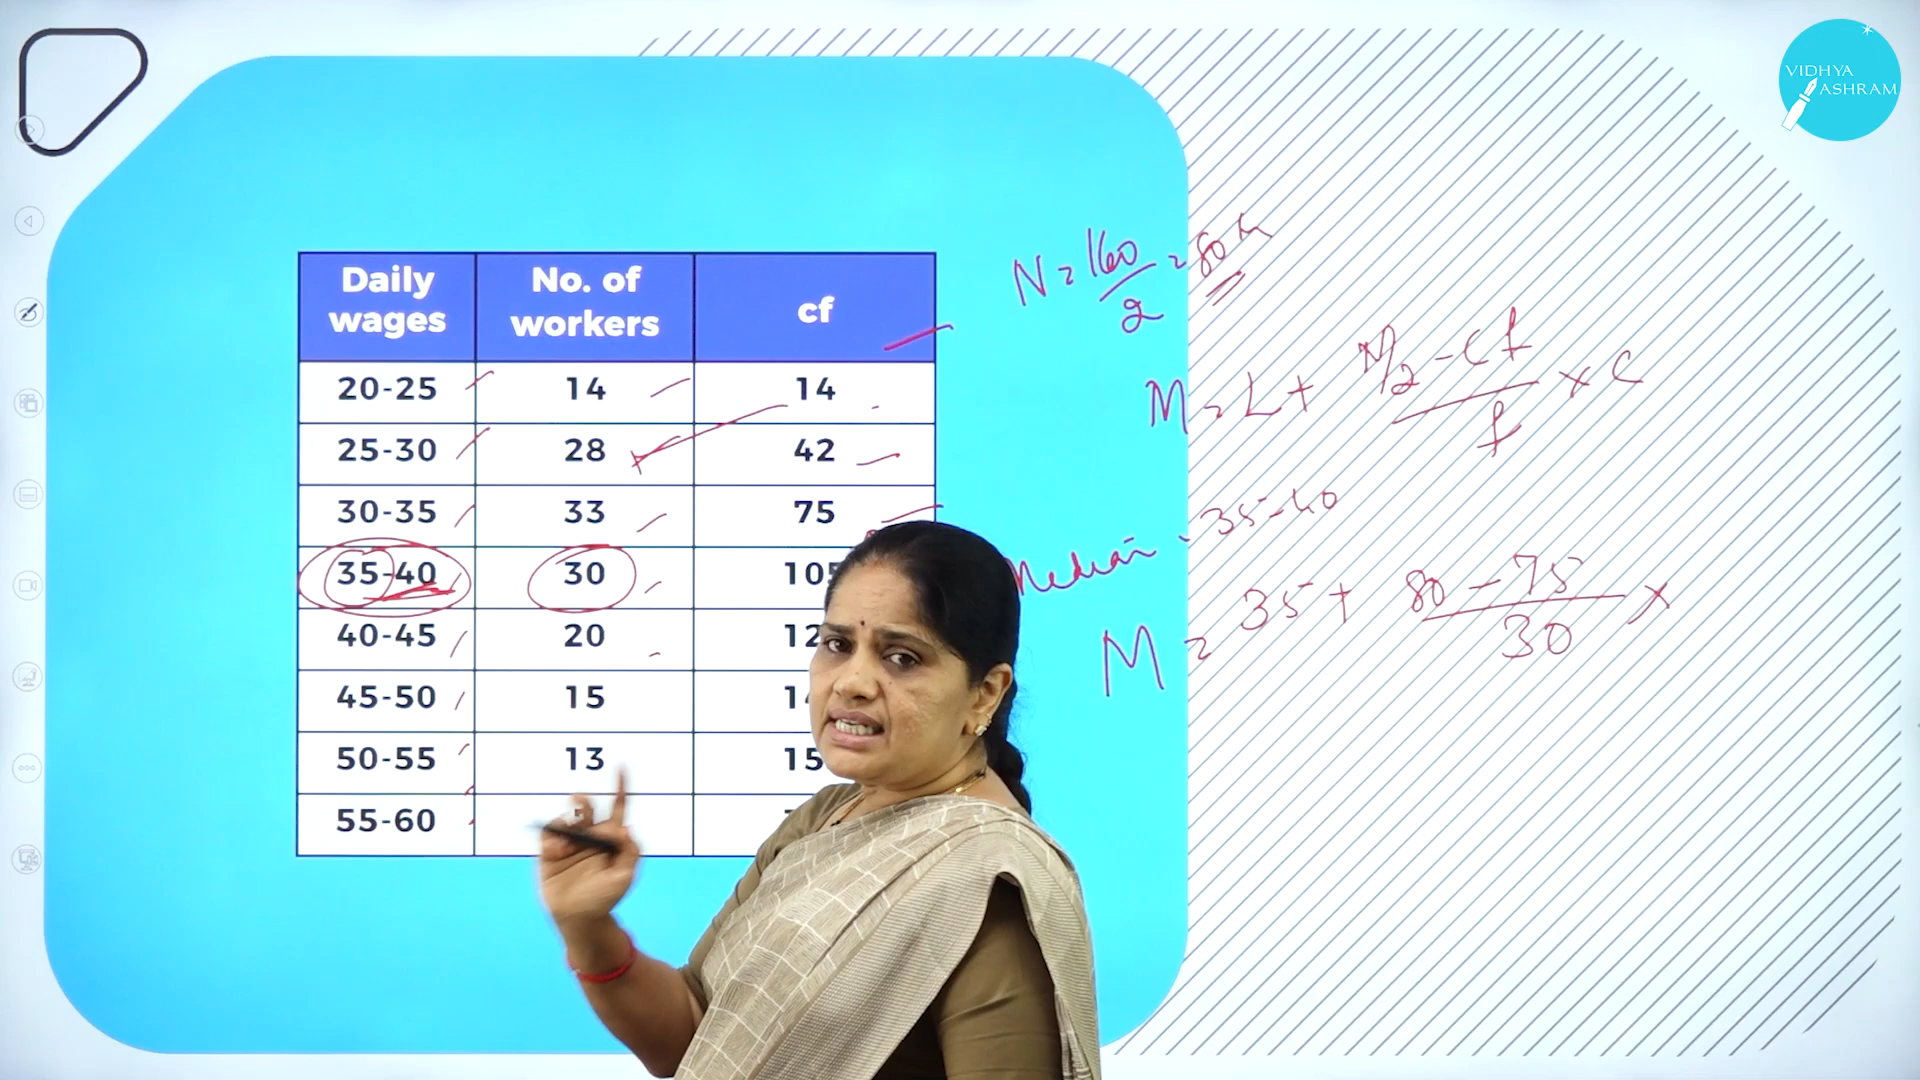 VIDHYA
ASHRAM
Daily wages No. of workers cf
20-25 14 14
25-30 28 42
30-35 33 75
35-40 30 105
40-45 20
45-50 15
50-55 13
55-60
N = 160/2 = 80
M = L + N/2 - cf / f × C
Median = 35-40
M = 35 + 80 - 75 / 30 ×